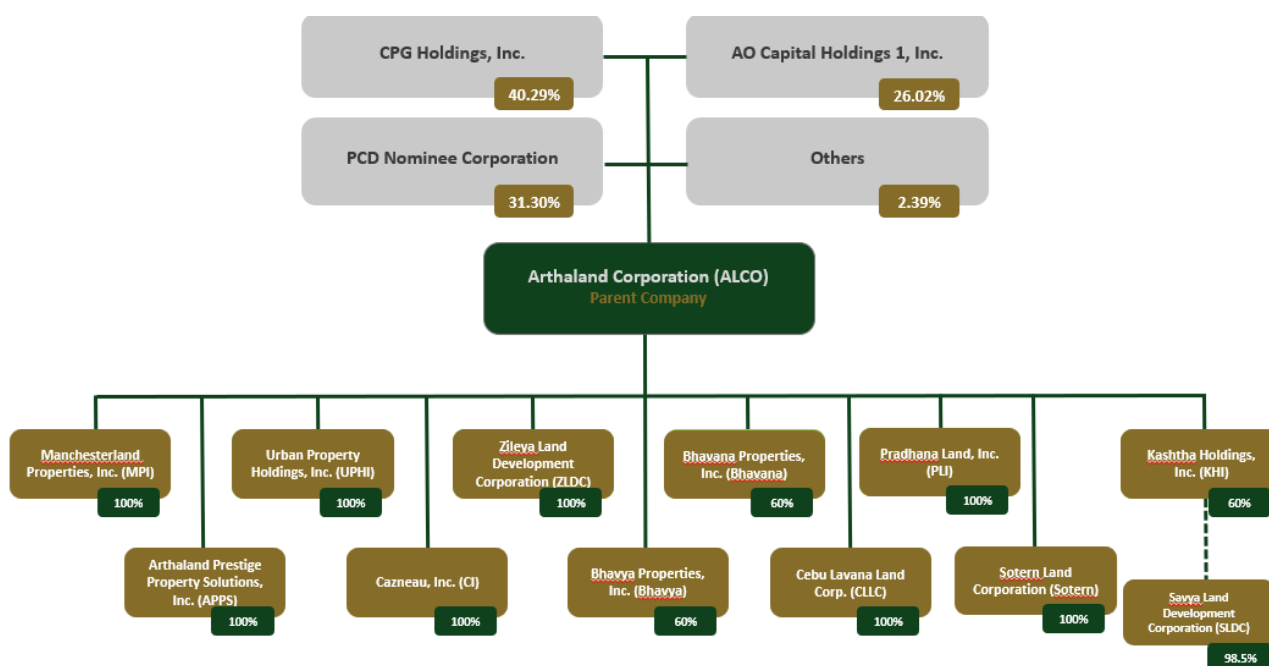 CPG Holdings, Inc.
40.29%
AO Capital Holdings 1, Inc.
26.02%
PCD Nominee Corporation
31.30%
Others
2.39%
Arthaland Corporation (ALCO)
Parent Company
Manchesterland
Properties, Inc. (MPI)
100%
Urban Property
Holdings, Inc. (UPHI)
100%
Zileya Land
Development
Corporation (ZLDC)
100%
Bhavana Properties,
Inc. (Bhavana)
60%
Pradhana Land, Inc.
(PLI)
100%
Kashtha Holdings,
Inc. (KHI)
60%
Arthaland Prestige
Property Solutions,
Inc. (APPS)
100%
Cazneau, Inc. (CI)
100%
Bhavya Properties,
Inc. (Bhavya)
60%
Cebu Lavana Land
Corp. (CLLC)
100%
Sotern Land
Corporation (Sotern)
100%
Savya Land
Development
Corporation (SLDC)
98.5%